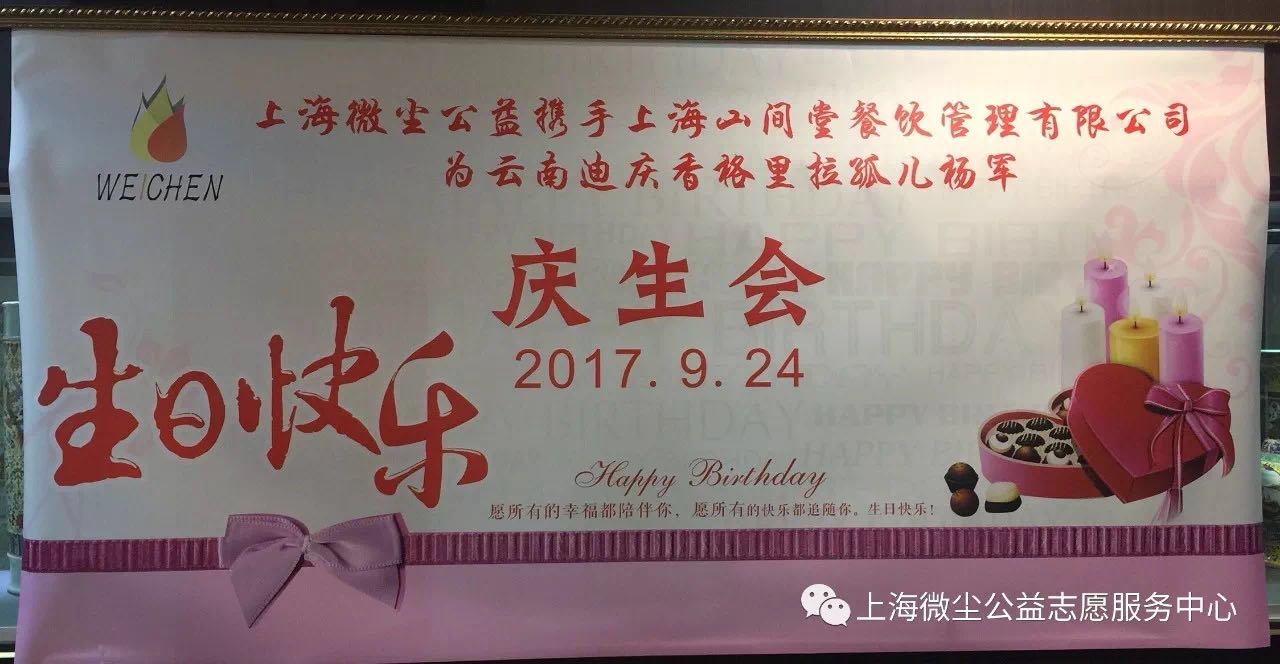 上海微尘公益携手上海山间堂餐饮管理有限公司
为云南迪庆香格里拉孤儿杨军
WEICHEN
庆生会
2017.9.24
生日快乐
Happy Birthday
愿所有的幸福都陪伴你，愿所有的快乐都追随你。生日快乐！
上海微尘公益志愿服务中心